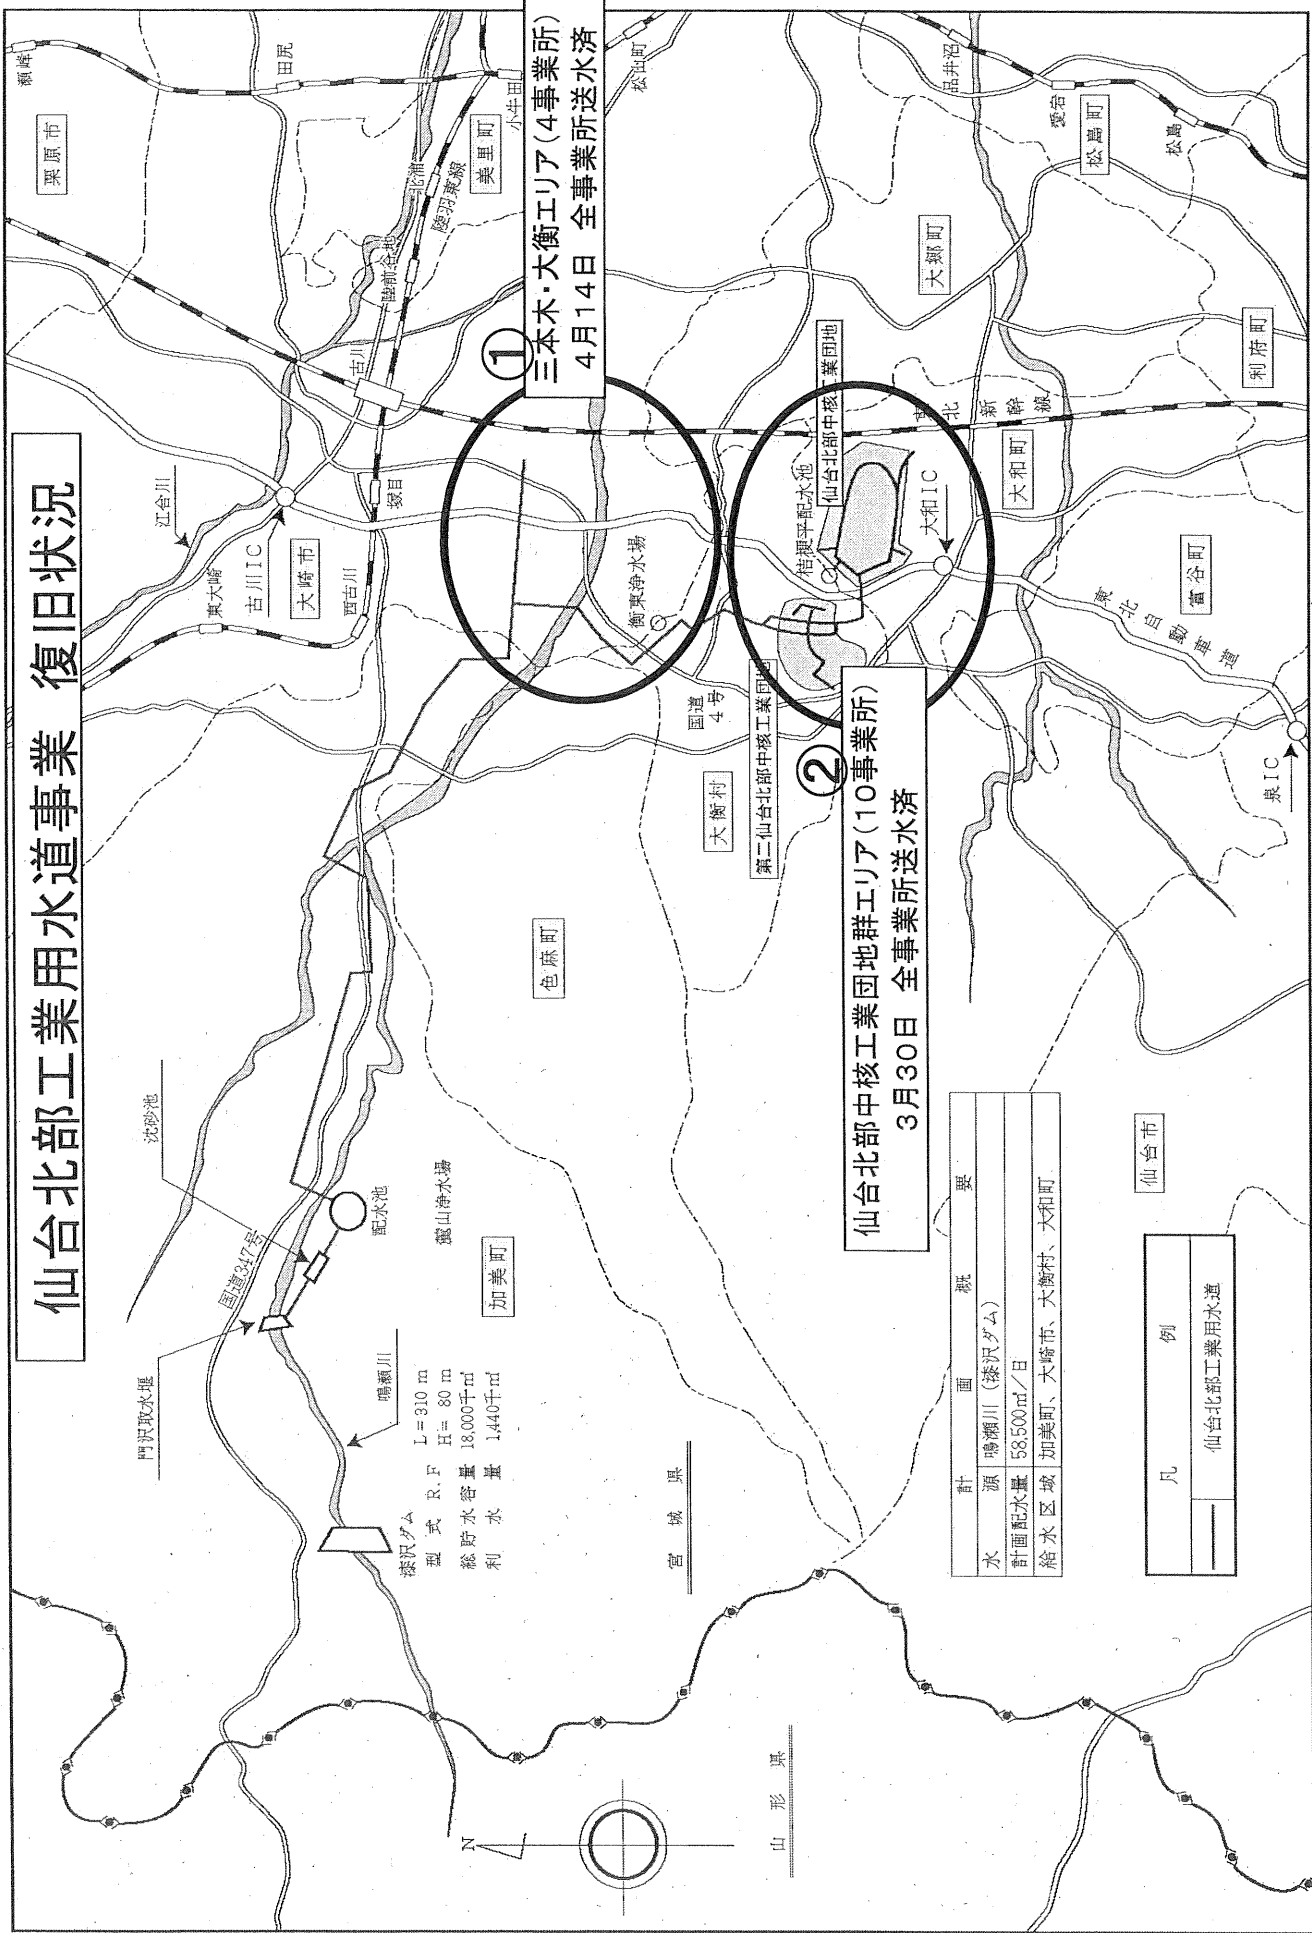 仙台北部工業用水道事業 復旧状況
①
三本木・大衡エリア(4事業所)
4月14日 全事業所送水済
②
仙台北部中核工業団地群エリア(10事業所)
3月30日 全事業所送水済
瀬峰
栗原市
田尻
小牛田
美里町
北浦
陸羽東線
陸前谷地
古川
江合川
古川IC
大崎市
東大崎
西古川
塚目
松山町
品井沼
愛宕
松島町
松島
大郷町
利府町
仙台北部中核工業団地
東北新幹線
大和町
桔梗平配水池
大和IC
富谷町
東北自動車道
泉IC
衡東浄水場
国道
4号
第二仙台北部中核工業団地
大衡村
色麻町
沈砂池
国道347号
配水池
麓山浄水場
加美町
門沢取水堰
鳴瀬川
漆沢ダム
型式 R.F L=310 m
H= 80 m
総貯水容量 18,000千㎥
利水量 1,440千㎥
宮城県
山形県
仙台市
N
計画概要
水源 鳴瀬川(漆沢ダム)
計画配水量 58,500㎥/日
給水区域 加美町、大崎市、大衡村、大和町
凡例
仙台北部工業用水道